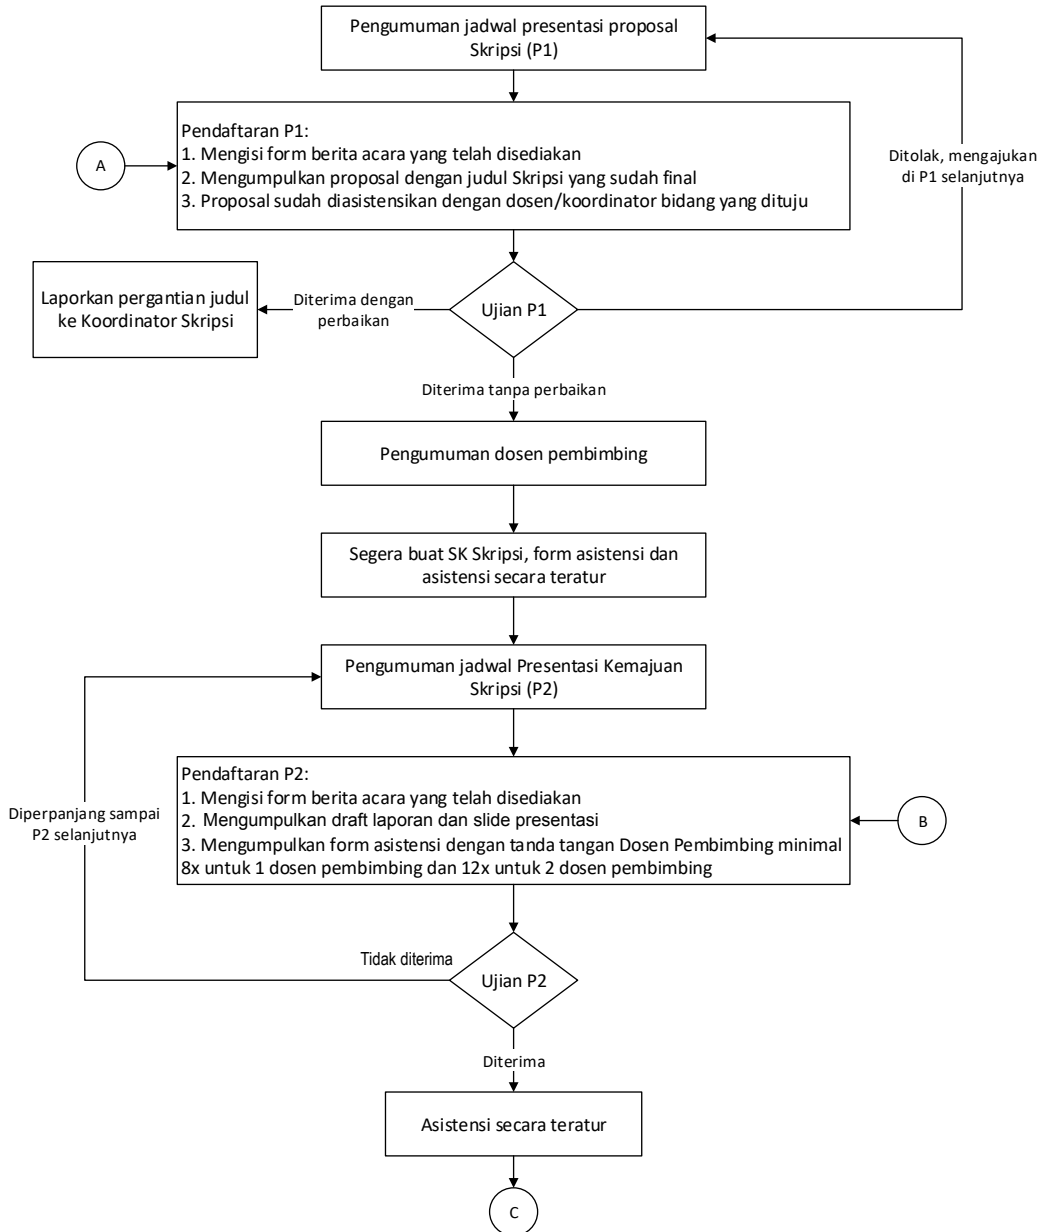 Pengumuman jadwal presentasi proposal
Skripsi (P1)
Pendaftaran P1:
1. Mengisi form berita acara yang telah disediakan
2. Mengumpulkan proposal dengan judul Skripsi yang sudah final
3. Proposal sudah diasistensikan dengan dosen/koordinator bidang yang dituju
A
Ditolak, mengajukan
di P1 selanjutnya
Laporkan pergantian judul
ke Koordinator Skripsi
Diterima dengan
perbaikan
Ujian P1
Diterima tanpa perbaikan
Pengumuman dosen pembimbing
Segera buat SK Skripsi, form asistensi dan
asistensi secara teratur
Pengumuman jadwal Presentasi Kemajuan
Skripsi (P2)
Pendaftaran P2:
1. Mengisi form berita acara yang telah disediakan
2. Mengumpulkan draft laporan dan slide presentasi
3. Mengumpulkan form asistensi dengan tanda tangan Dosen Pembimbing minimal
8x untuk 1 dosen pembimbing dan 12x untuk 2 dosen pembimbing
Diperpanjang sampai
P2 selanjutnya
B
Tidak diterima
Ujian P2
Diterima
Asistensi secara teratur
C